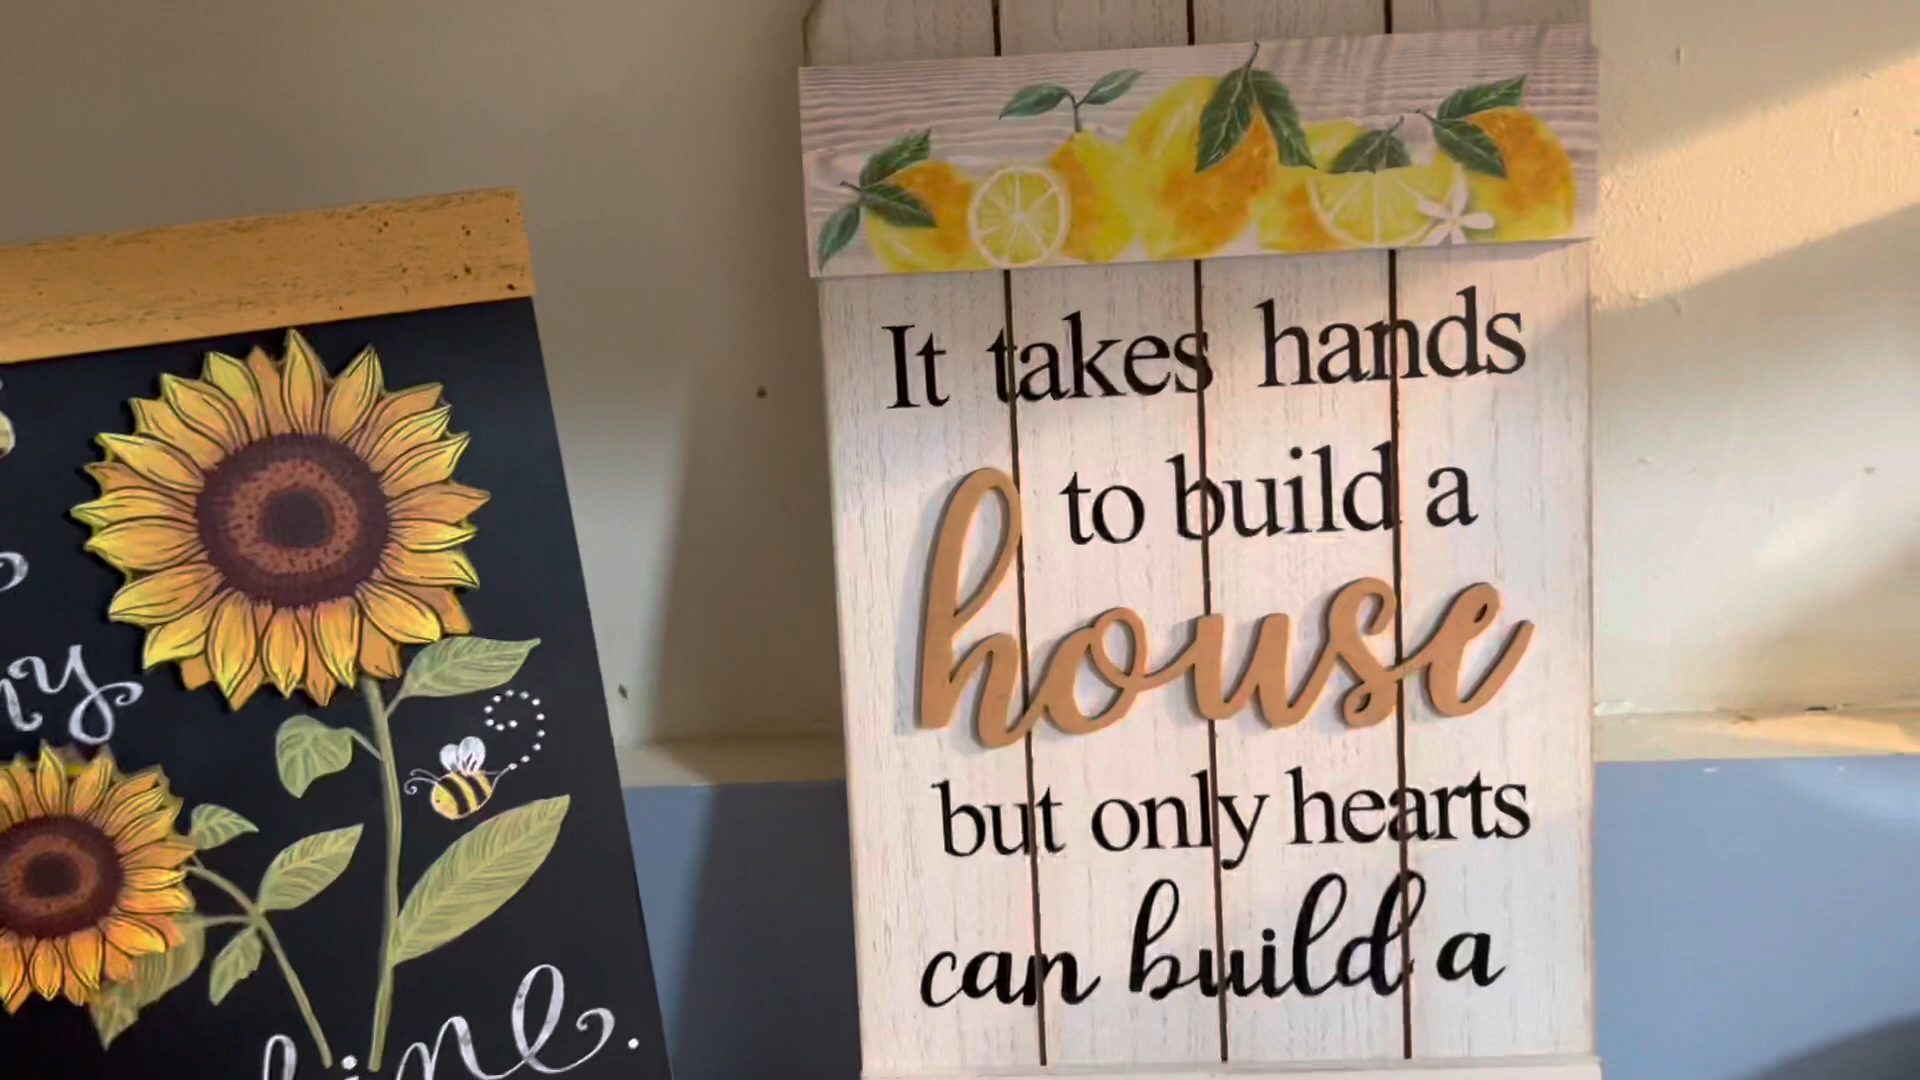 It takes hands
to build a
house
but only hearts
can build a